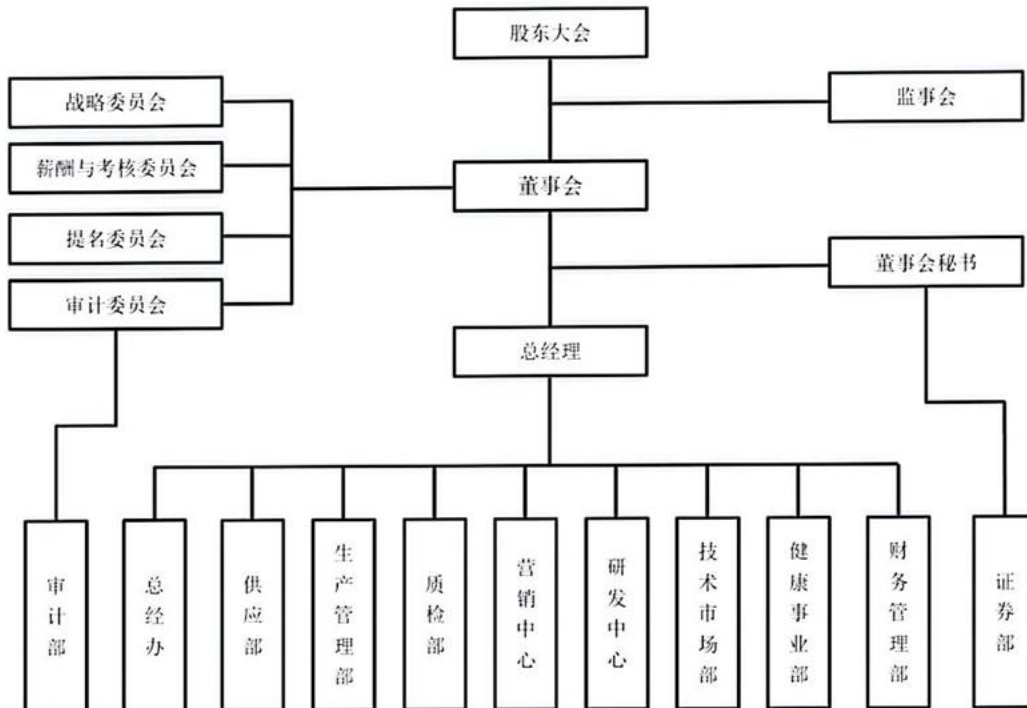 股东大会
战略委员会
监事会
薪酬与考核委员会
董事会
提名委员会
董事会秘书
审计委员会
总经理
审计部
总经办
供应部
生产管理部
质检部
营销中心
研发中心
技术市场部
健康事业部
财务管理部
证券部